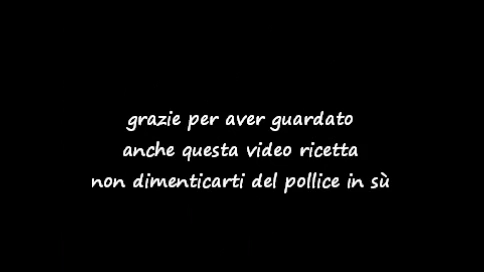 grazie per aver guardato
anche questa video ricetta
non dimenticarti del pollice in sù